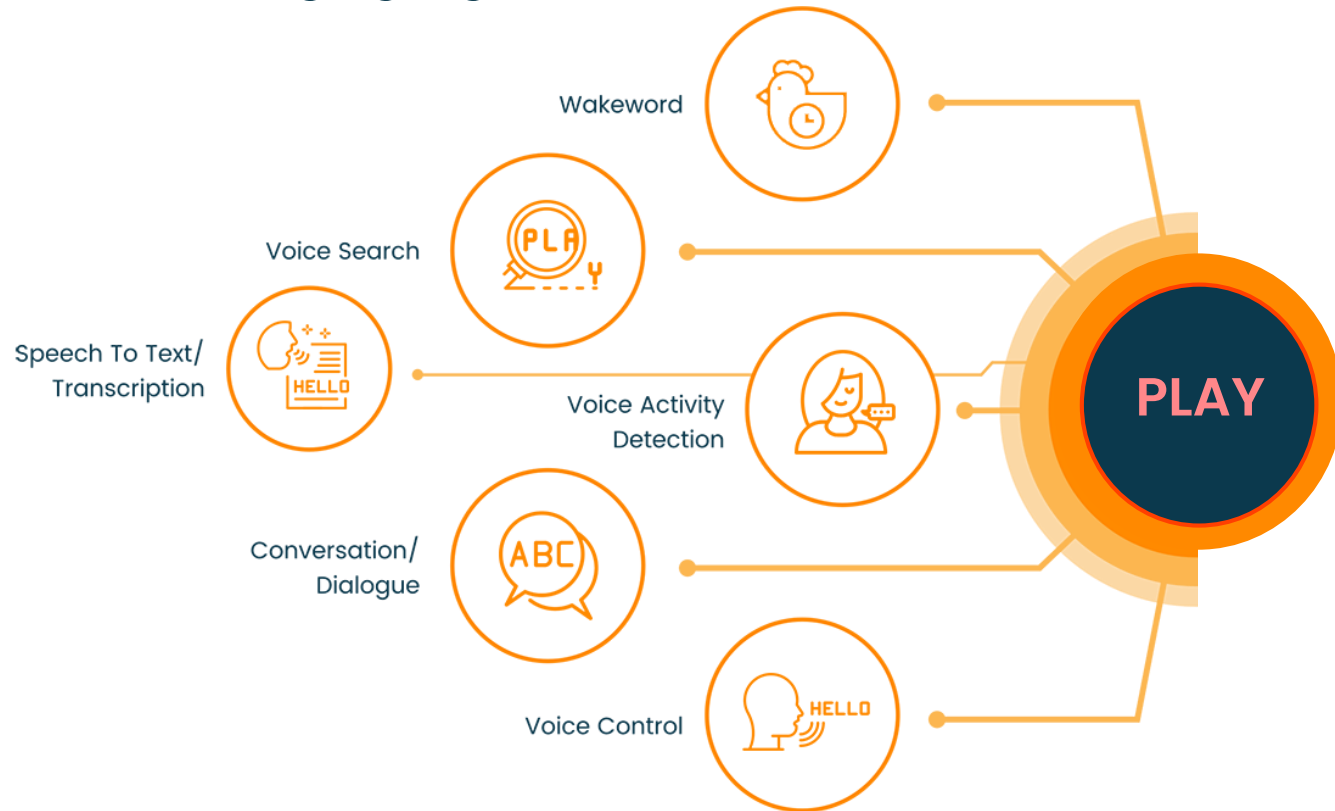 Wakeword
PLA
Y
Voice Search
Speech To Text/
Transcription
HELLO
PLAY
Voice Activity
Detection
Conversation/
Dialogue
ABC
HELLO
Voice Control